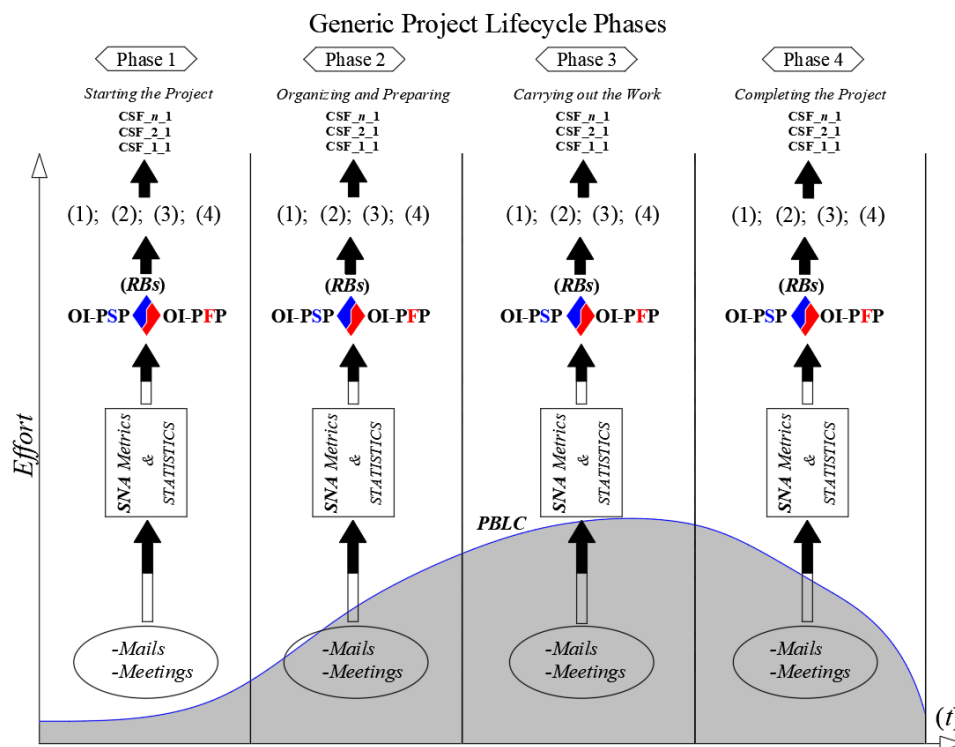 Generic Project Lifecycle Phases
Phase 1 Phase 2 Phase 3 Phase 4
Starting the Project Organizing and Preparing Carrying out the Work Completing the Project
CSF_n_1 CSF_n_1 CSF_n_1 CSF_n_1
CSF_2_1 CSF_2_1 CSF_2_1 CSF_2_1
CSF_1_1 CSF_1_1 CSF_1_1 CSF_1_1
(1); (2); (3); (4) (1); (2); (3); (4) (1); (2); (3); (4) (1); (2); (3); (4)
(RBs) (RBs) (RBs) (RBs)
OI-PSP OI-PFP OI-PSP OI-PFP OI-PSP OI-PFP OI-PSP OI-PFP
Effort
SNA Metrics
&
STATISTICS
SNA Metrics
&
STATISTICS
SNA Metrics
&
STATISTICS
SNA Metrics
&
STATISTICS
PBLC
-Mails -Mails -Mails -Mails
-Meetings -Meetings -Meetings -Meetings
(t)